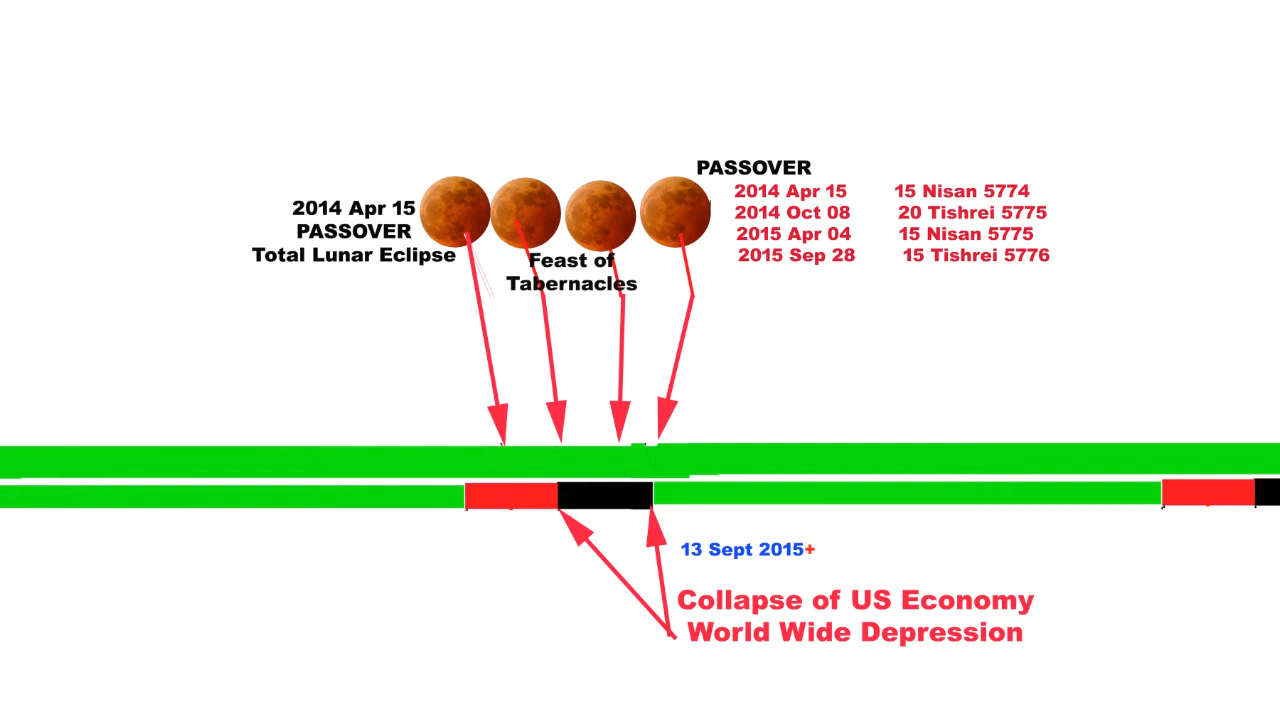 PASSOVER
2014 Apr 15 15 Nisan 5774
2014 Oct 08 20 Tishrei 5775
2015 Apr 04 15 Nisan 5775
2015 Sep 28 15 Tishrei 5776
2014 Apr 15
PASSOVER
Total Lunar Eclipse
Feast of
Tabernacles
13 Sept 2015+
Collapse of US Economy
World Wide Depression